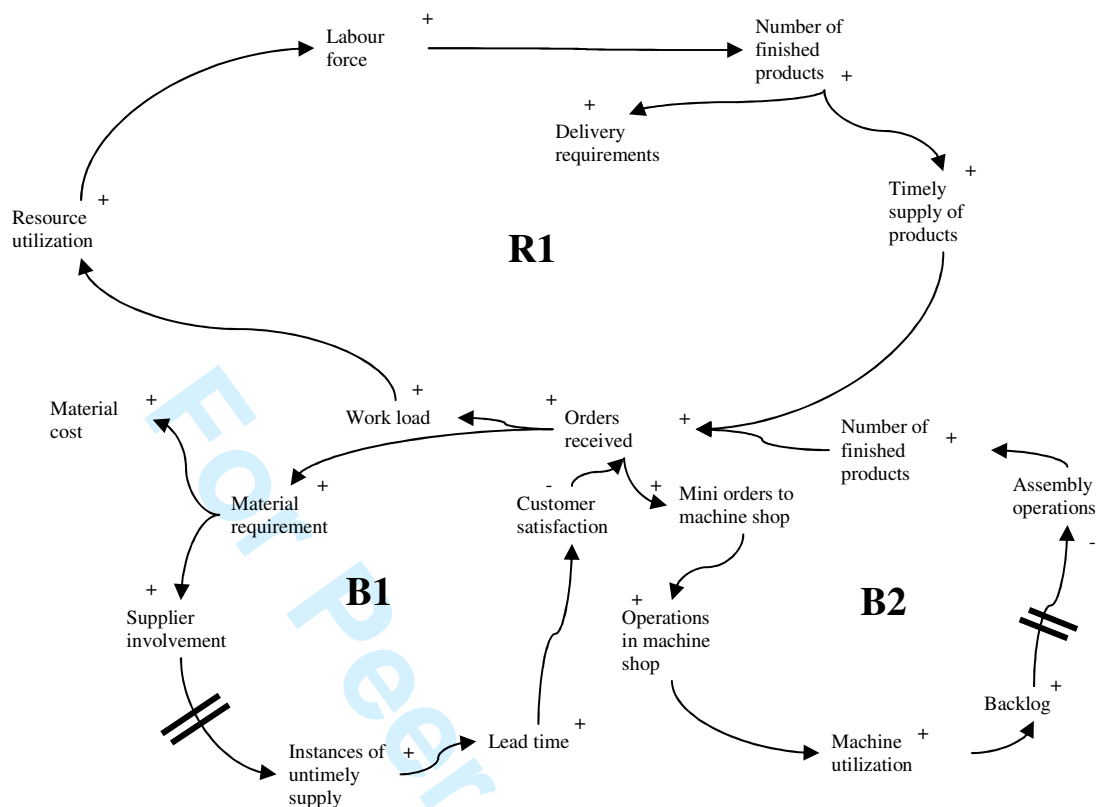 Labour
force
+
Number of
finished
products
+
+
Delivery
requirements
+
Timely
supply of
products
Resource
utilization
+
R1
Material
cost
+
Work load
+
+
Orders
received
+
Number of
finished
products
+
Material
requirement
+
-
Customer
satisfaction
+
Mini orders to
machine shop
Assembly
operations
-
+
Supplier
involvement
B1
+
Operations
in machine
shop
B2
Instances of
untimely
supply
+
Lead time
+
Machine
utilization
+
Backlog
+
For Peer